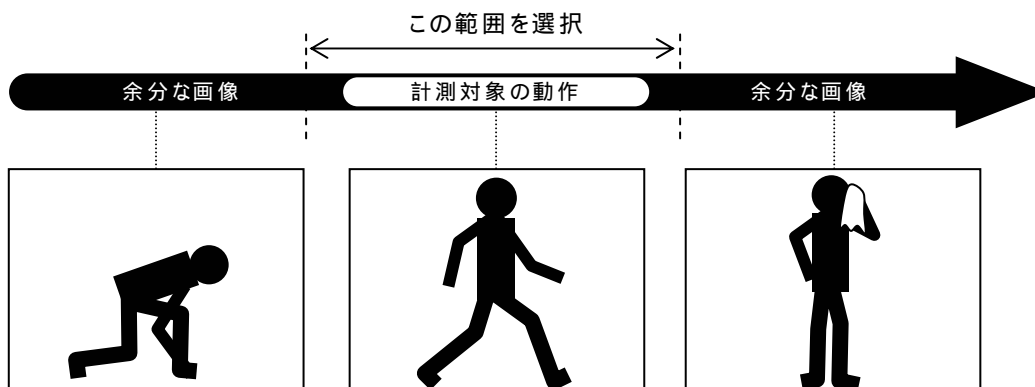 この範囲を選択
余分な画像
計測対象の動作
余分な画像